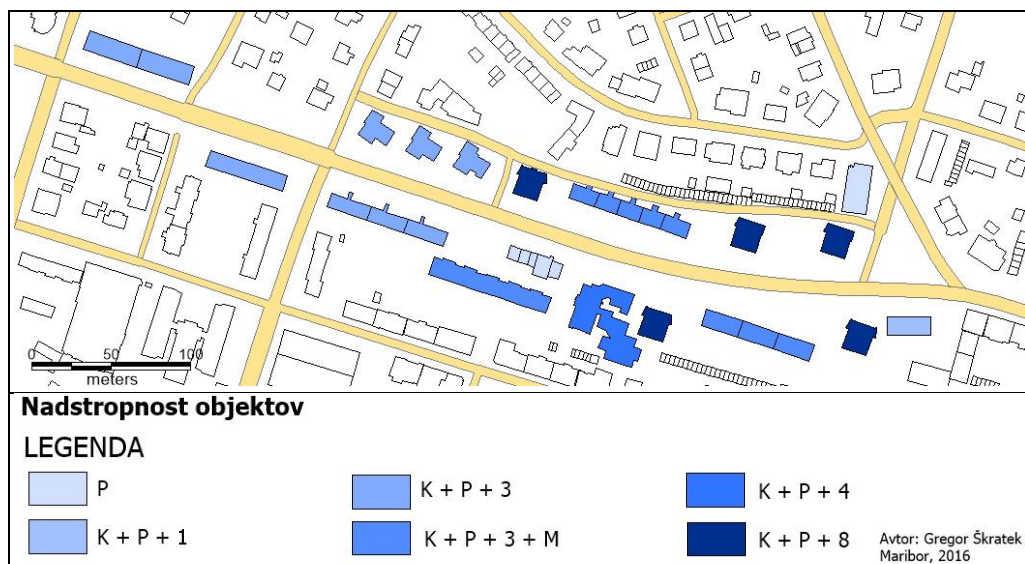 0 50 100
meters
Nadstropnost objektov
LEGENDA
P
K + P + 3
K + P + 4
K + P + 1
K + P + 3 + M
K + P + 8
Avtor: Gregor Škratek
Maribor, 2016